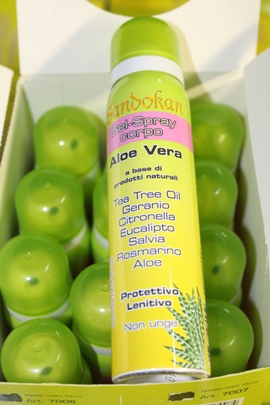 Sandokan
Gel-Spray
corpo
Aloe Vera
a base di
prodotti naturali
Tea Tree Oil
Geranio
Citronella
Eucalipto
Salvia
Rosmarino
Aloe
Protettivo
Lenitivo
Non unge
Art. 7006
Art. 7007